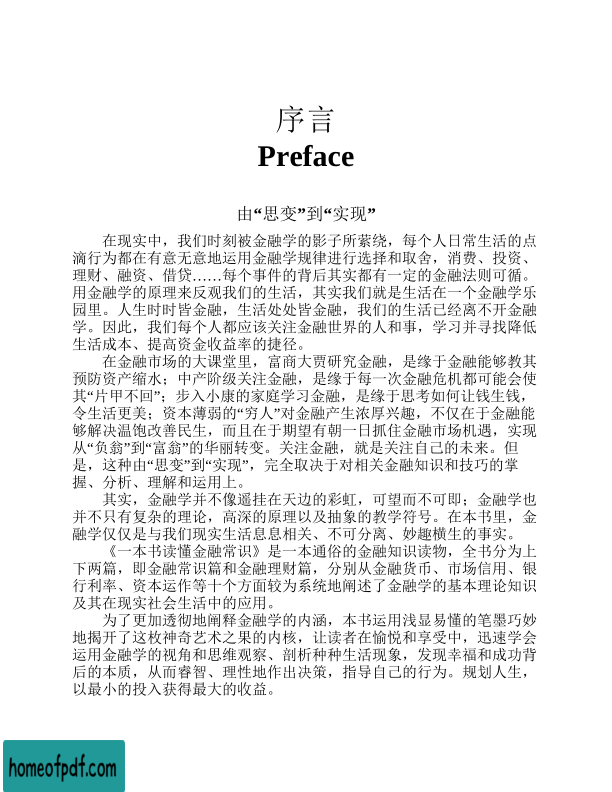 序言
Preface
由“思变”到“实现”
在现实中，我们时刻被金融学的影子所萦绕，每个人日常生活的点
滴行为都在有意无意地运用金融学规律进行选择和取舍，消费、投资、
理财、融资、借贷……每个事件的背后其实都有一定的金融法则可循。
用金融学的原理来反观我们的生活，其实我们就是生活在一个金融学乐
园里。人生时时皆金融，生活处处皆金融，我们的生活已经离不开金融
学。因此，我们每个人都应该关注金融世界的人和事，学习并寻找降低
生活成本、提高资金收益率的捷径。
在金融市场的大课堂里，富商大贾研究金融，是缘于金融能够教其
预防资产缩水；中产阶级关注金融，是缘于每一次金融危机都可能会使
其“片甲不回”；步入小康的家庭学习金融，是缘于思考如何让钱生钱，
令生活更美；资本薄弱的“穷人”对金融产生浓厚兴趣，不仅在于金融能
够解决温饱改善民生，而且在于期望有朝一日抓住金融市场机遇，实现
从“负翁”到“富翁”的华丽转变。关注金融，就是关注自己的未来。但
是，这种由“思变”到“实现”，完全取决于对相关金融知识和技巧的掌
握、分析、理解和运用上。
其实，金融学并不像遥挂在天边的彩虹，可望而不可即；金融学也
并不只有复杂的理论，高深的原理以及抽象的教学符号。在本书里，金
融学仅仅是与我们现实生活息息相关、不可分离、妙趣横生的事实。
《一本书读懂金融常识》是一本通俗的金融知识读物，全书分为上
下两篇，即金融常识篇和金融理财篇，分别从金融货币、市场信用、银
行利率、资本运作等十个方面较为系统地阐述了金融学的基本理论知识
及其在现实社会生活中的应用。
为了更加透彻地阐释金融学的内涵，本书运用浅显易懂的笔墨巧妙
地揭开了这枚神奇艺术之果的内核，让读者在愉悦和享受中，迅速学会
运用金融学的视角和思维观察、剖析种种生活现象，发现幸福和成功背
后的本质，从而睿智、理性地作出决策，指导自己的行为。规划人生，
以最小的投入获得最大的收益。
homeofpdf.com